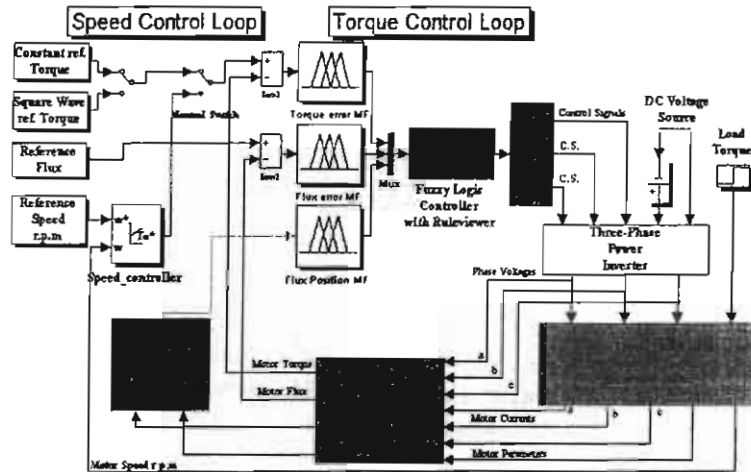 Speed Control Loop
Torque Control Loop
Constant ref.
Torque
Square Wave
ref. Torque
Manual Switch
Reference
Flux
Reference
Speed
r.p.m
w*
Te*
w
Speed_controller
Torque error MF
Flux error MF
Flux Position MF
Mux
Fuzzy Logic
Controller
with Ruleviewer
Control Signals
C.S.
C.S.
DC Voltage
Source
Load
Torque
Three-Phase
Power
Inverter
Phase Voltages
a
b
c
Motor Torque
Motor Flux
a
b
c
Motor Currents
Motor Parameters
Motor Speed r.p.m